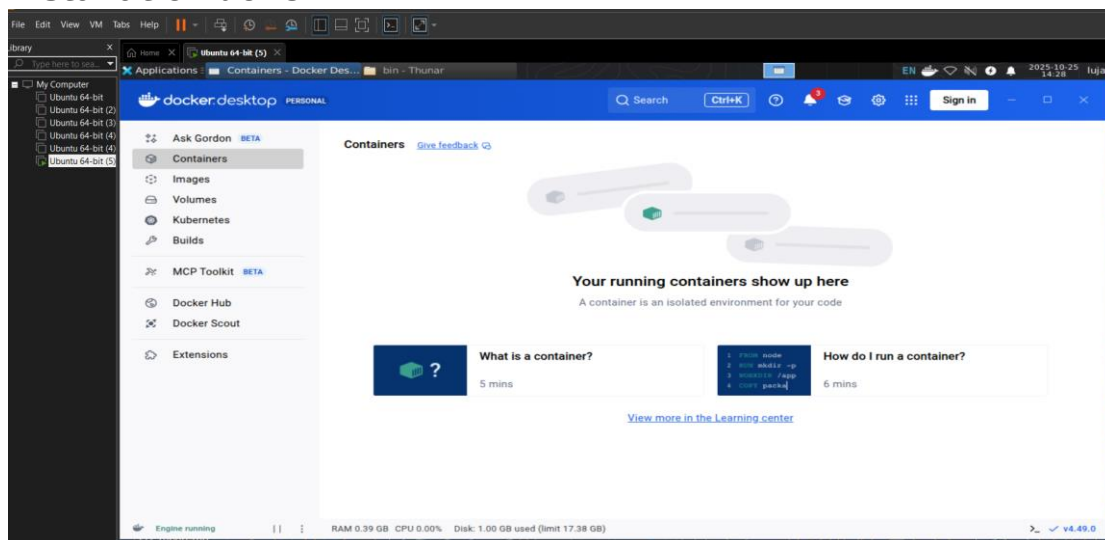 File Edit View VM Tabs Help
Library X
Type here to sea...
My Computer
Ubuntu 64-bit
Ubuntu 64-bit (2)
Ubuntu 64-bit (3)
Ubuntu 64-bit (4)
Ubuntu 64-bit (4)
Ubuntu 64-bit (5)
Home X Ubuntu 64-bit (5) X
Applications Containers - Docker Des... bin - Thunar EN 2025-10-25 14:28 luja
docker.desktop PERSONAL Search Ctrl+K 3 Sign in
Ask Gordon BETA
Containers
Images
Volumes
Kubernetes
Builds
MCP Toolkit BETA
Docker Hub
Docker Scout
Extensions
Containers Give feedback
Your running containers show up here
A container is an isolated environment for your code
?
What is a container?
5 mins
1 FROM node
2 RUN mkdir -p
3 WORKDIR /app
4 COPY packa
How do I run a container?
6 mins
View more in the Learning center
Engine running RAM 0.39 GB CPU 0.00% Disk: 1.00 GB used (limit 17.38 GB) v4.49.0